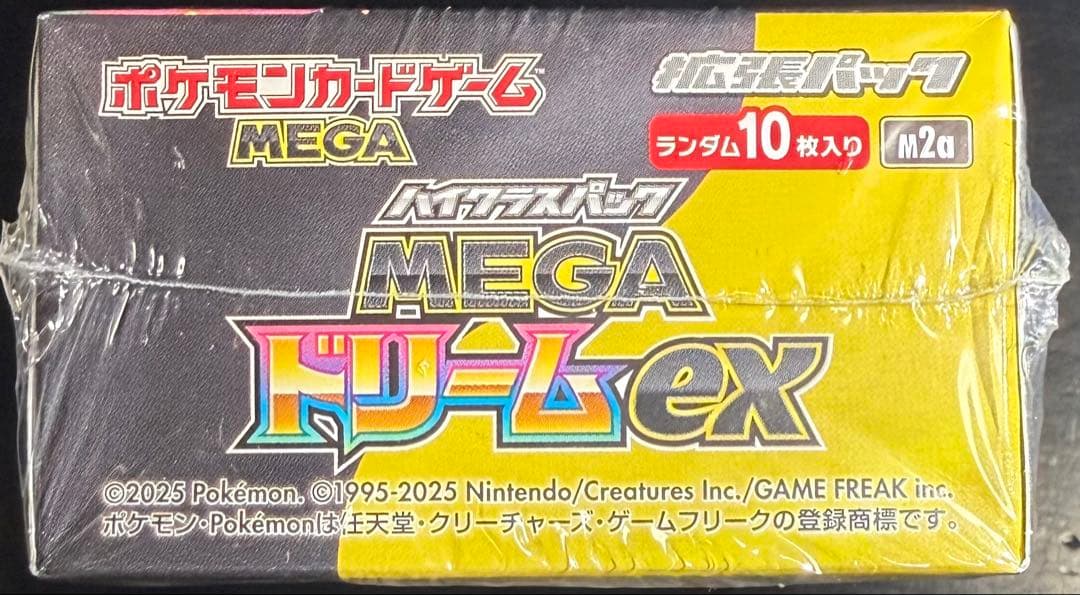 ポケモンカードゲーム™
MEGA
拡張パック
ランダム10枚入り
M2a
ハイクラスパック
MEGA
ドリームex
©2025 Pokémon. ©1995-2025 Nintendo/Creatures Inc./GAME FREAK inc.
ポケモン・Pokémonは任天堂・クリーチャーズ・ゲームフリークの登録商標です。